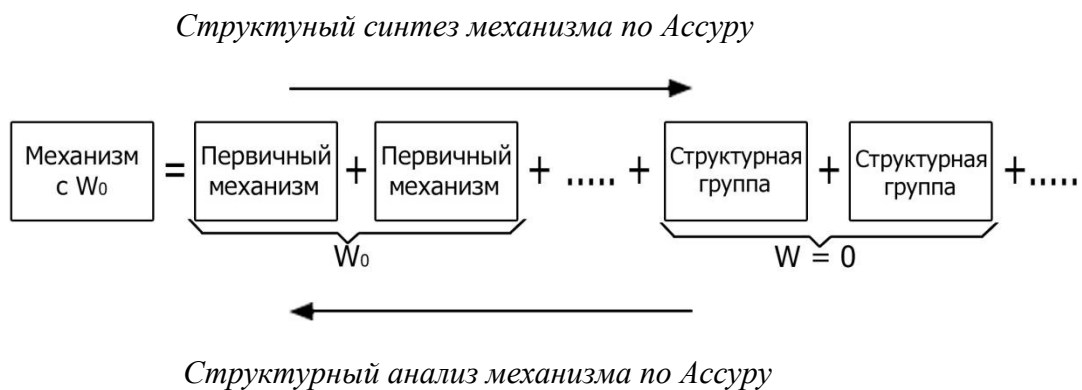 Структуный синтез механизма по Ассуру
Механизм
с W₀
=
Первичный
механизм
+
Первичный
механизм
+ ..... +
Структурная
группа
+
Структурная
группа
+.....
W₀
W = 0
Структурный анализ механизма по Ассуру